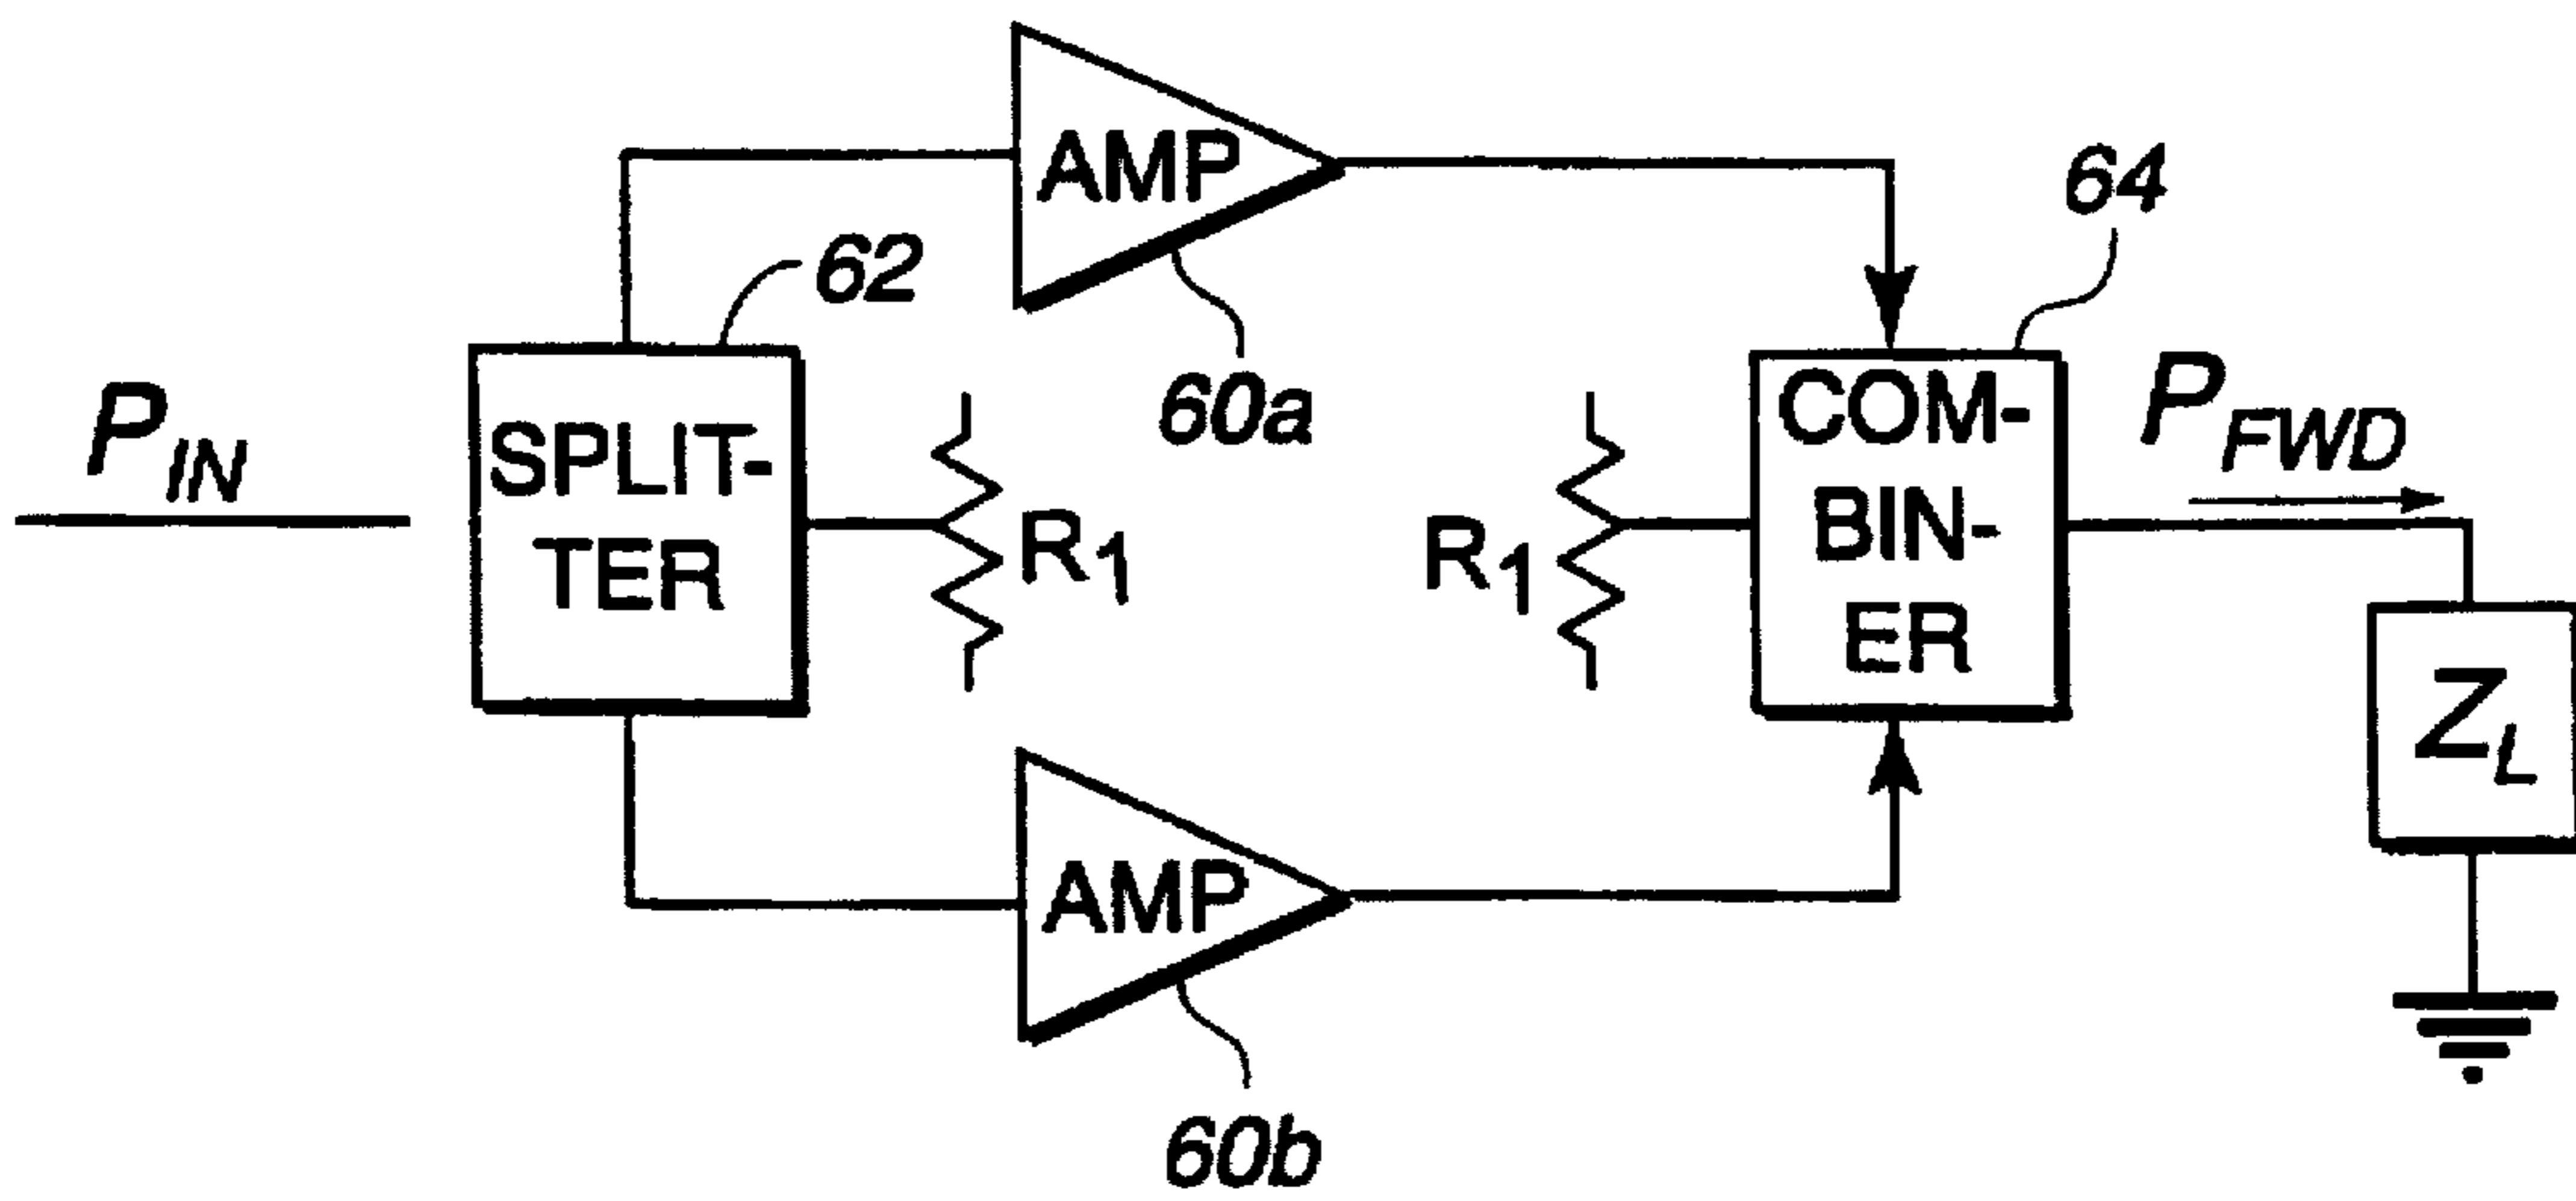 AMP
64
62
60a
P_IN
SPLIT-
TER
R1
R1
COM-
BIN-
ER
P_FWD
Z_L
AMP
60b